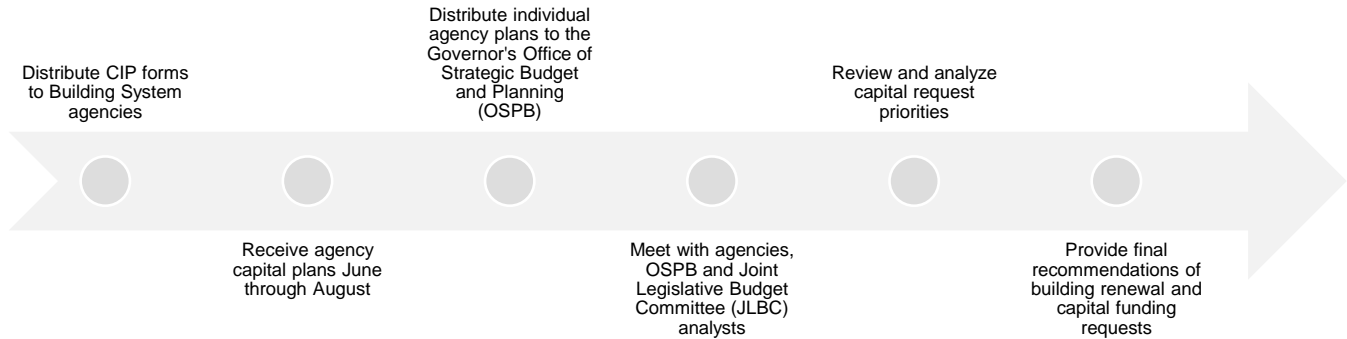 Distribute CIP forms
to Building System
agencies
Receive agency
capital plans June
through August
Distribute individual
agency plans to the
Governor's Office of
Strategic Budget
and Planning
(OSPB)
Meet with agencies,
OSPB and Joint
Legislative Budget
Committee (JLBC)
analysts
Review and analyze
capital request
priorities
Provide final
recommendations of
building renewal and
capital funding
requests